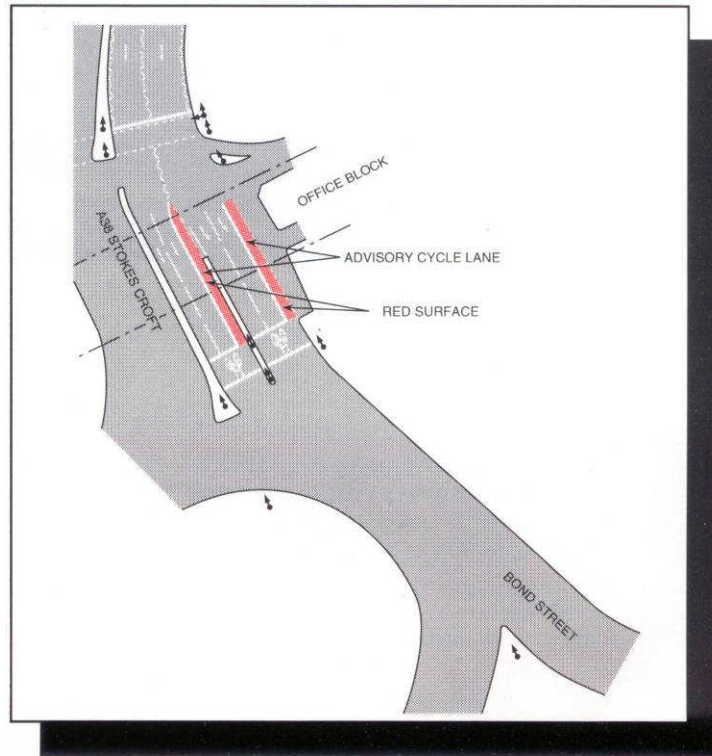 OFFICE BLOCK
A38 STOKES CROFT
ADVISORY CYCLE LANE
RED SURFACE
BOND STREET